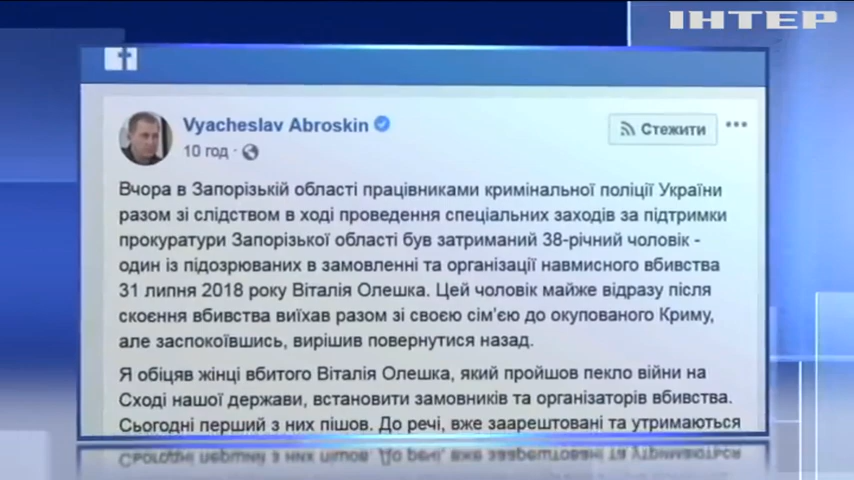 ІНТЕР
Vyacheslav Abroskin
10 год ·
Стежити
Вчора в Запорізькій області працівниками кримінальної поліції України
разом зі слідством в ході проведення спеціальних заходів за підтримки
прокуратури Запорізької області був затриманий 38-річний чоловік -
один із підозрюваних в замовленні та організації навмисного вбивства
31 липня 2018 року Віталія Олешка. Цей чоловік майже відразу після
скоєння вбивства виїхав разом зі своєю сім'єю до окупованого Криму,
але заспокоївшись, вирішив повернутися назад.
Я обіцяв жінці вбитого Віталія Олешка, який пройшов пекло війни на
Сході нашої держави, встановити замовників та організаторів вбивства.
Сьогодні перший з них пішов. До речі, вже заарештовані та утримаються